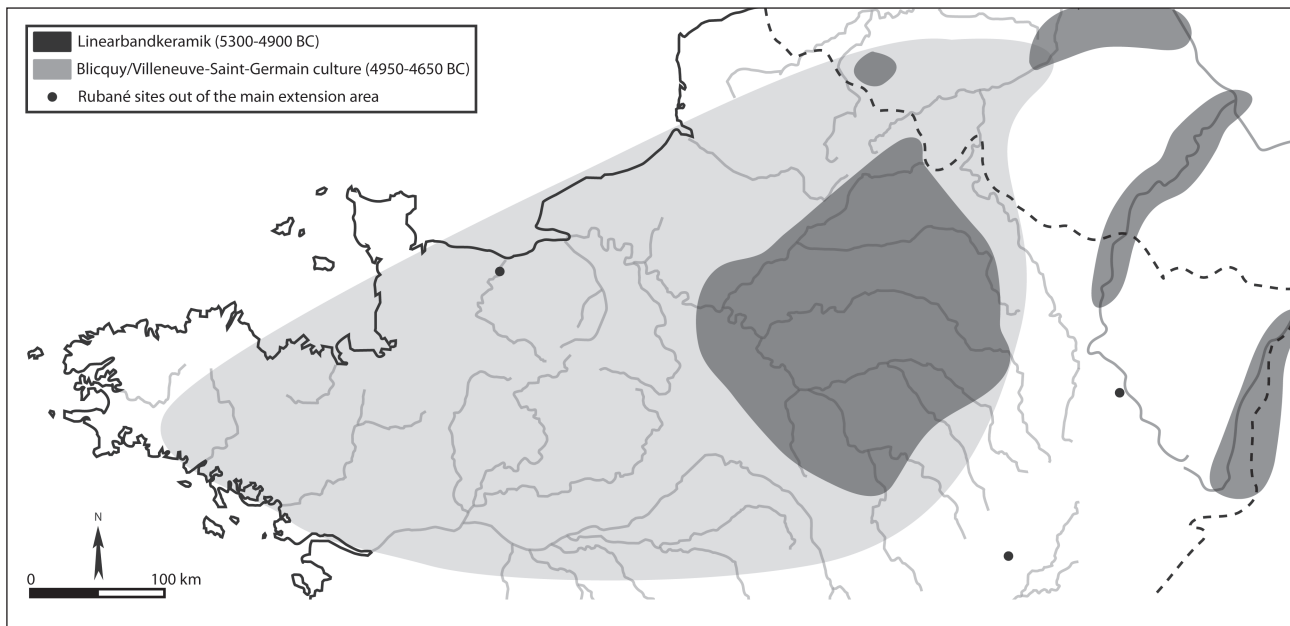 Linearbandkeramik (5300-4900 BC)
Blicquy/Villeneuve-Saint-Germain culture (4950-4650 BC)
Rubané sites out of the main extension area
N
0 100 km